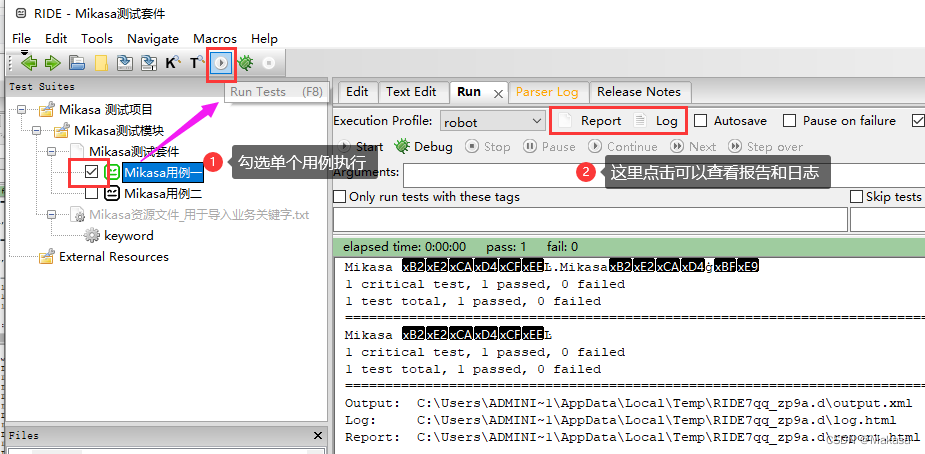 RIDE - Mikasa测试套件
File Edit Tools Navigate Macros Help
Test Suites
Run Tests (F8)
Mikasa 测试项目
Mikasa测试模块
Mikasa测试套件
Mikasa用例一
Mikasa用例二
Mikasa资源文件_用于导入业务关键字.txt
keyword
External Resources
Files
1 勾选单个用例执行
Edit Text Edit Run Parser Log Release Notes
Execution Profile: robot Report Log Autosave Pause on failure
Start Debug Stop Pause Continue Next Step over
Arguments:
2 这里点击可以查看报告和日志
Only run tests with these tags Skip tests
elapsed time: 0:00:00 pass: 1 fail: 0
Mikasa xB2xE2xCAxD4xCFxEEĿ.MikasaxB2xE2xCAxD4ģxBFxE9
1 critical test, 1 passed, 0 failed
1 test total, 1 passed, 0 failed
Mikasa xB2xE2xCAxD4xCFxEEĿ
1 critical test, 1 passed, 0 failed
1 test total, 1 passed, 0 failed
Output: C:\Users\ADMINI~1\AppData\Local\Temp\RIDE7qq_zp9a.d\output.xml
Log: C:\Users\ADMINI~1\AppData\Local\Temp\RIDE7qq_zp9a.d\log.html
Report: C:\Users\ADMINI~1\AppData\Local\Temp\RIDE7qq_zp9a.d\report.html